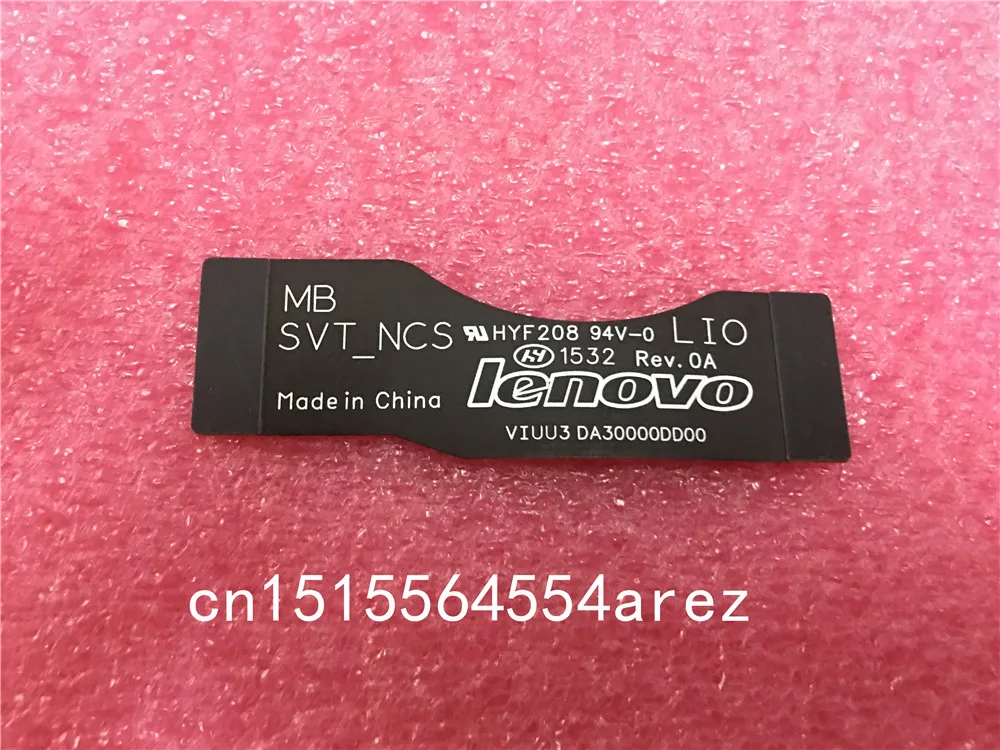 MB
SVT_NCS
Made in China
HYF208 94V-0
LIO
1532 Rev.0A
lenovo
VIUU3 DA30000DD00
cn1515564554arez